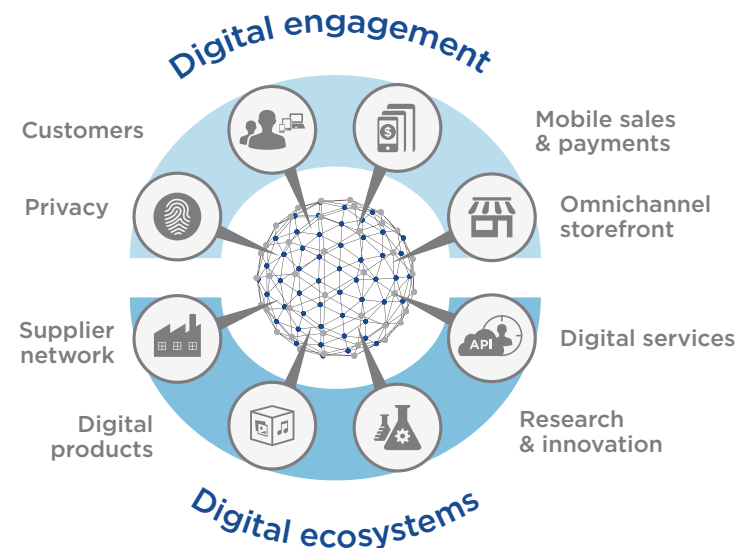 Digital engagement
Customers
Mobile sales
& payments
$
Privacy
Omnichannel
storefront
Supplier
network
API
Digital services
Digital
products
Research
& innovation
Digital ecosystems